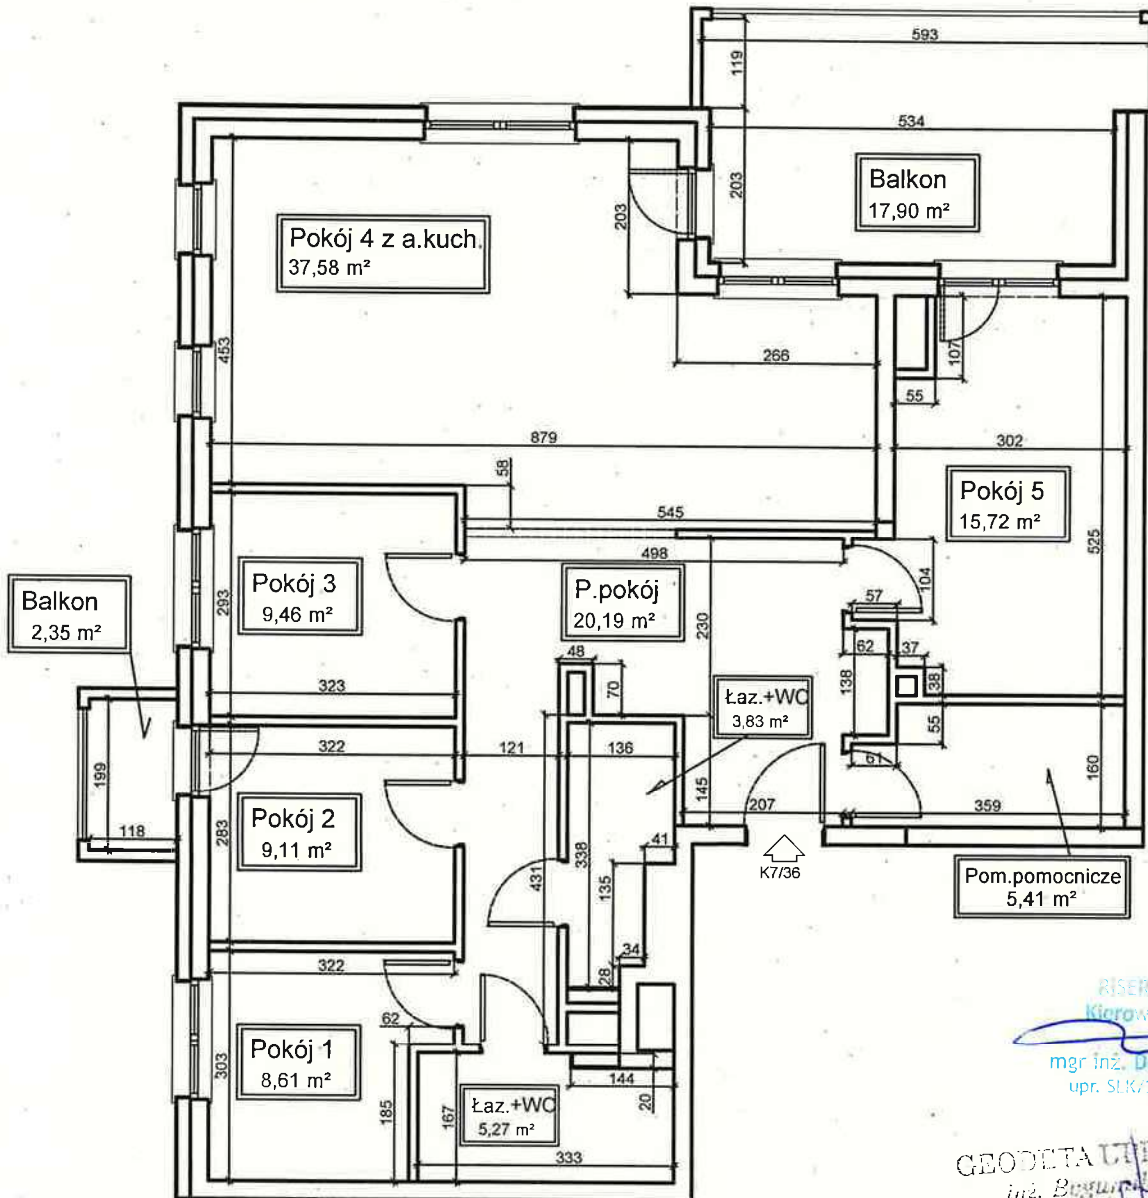 593
119
534
Balkon
17,90 m²
203
203
Pokój 4 z a.kuch.
37,58 m²
453
266
107
55
879
302
58
545
Pokój 5
15,72 m²
525
498
104
Pokój 3
9,46 m²
293
P.pokój
20,19 m²
57
230
Balkon
2,35 m²
48
62
37
70
138
38
323
Łaz.+WC
3,83 m²
55
322
121
136
199
145
61
160
118
207
359
283
Pokój 2
9,11 m²
431
338
41
135
K7/36
Pom.pomocnicze
5,41 m²
34
322
28
62
Pokój 1
8,61 m²
303
185
167
144
20
Łaz.+WC
5,27 m²
333
mgr inż.
upr. SLK/
GEODETA
inż.